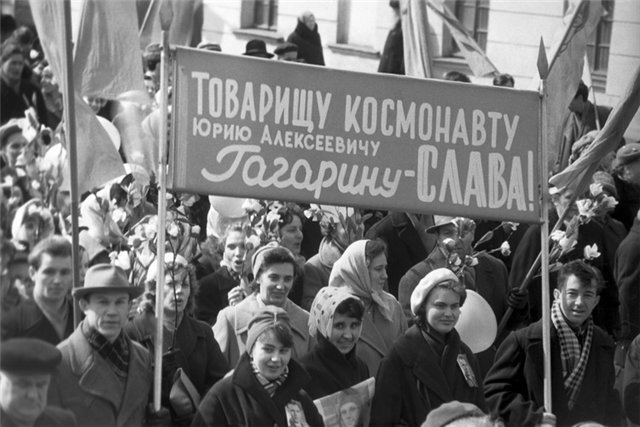 ТОВАРИЩУ КОСМОНАВТУ
ЮРИЮ АЛЕКСЕЕВИЧУ
Гагарину-СЛАВА!